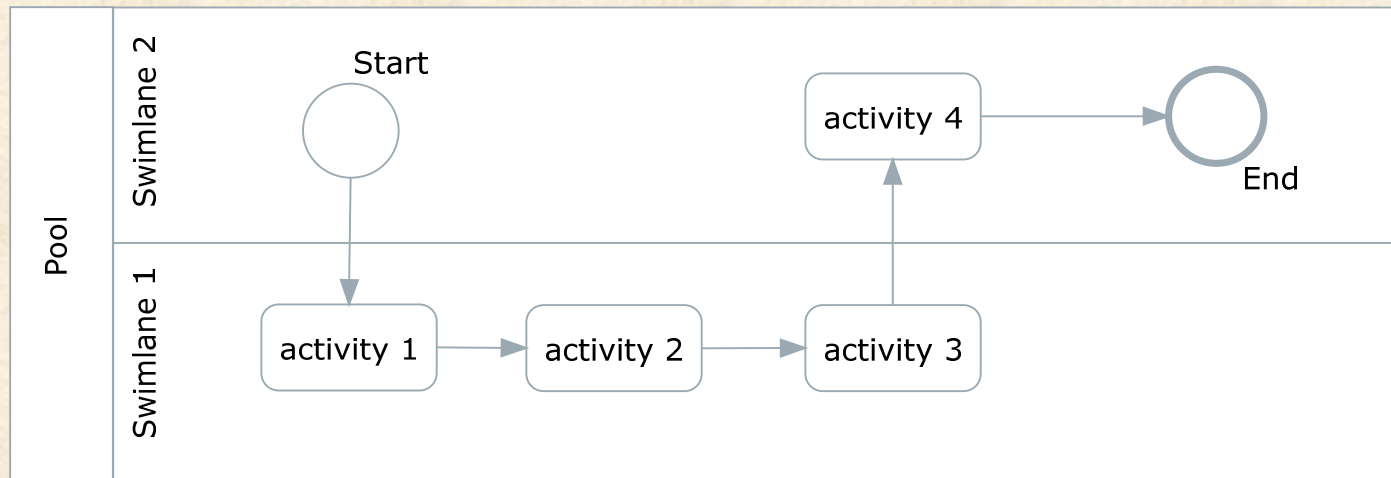 Pool
Swimlane 2
Start
activity 4
End
Swimlane 1
activity 1
activity 2
activity 3